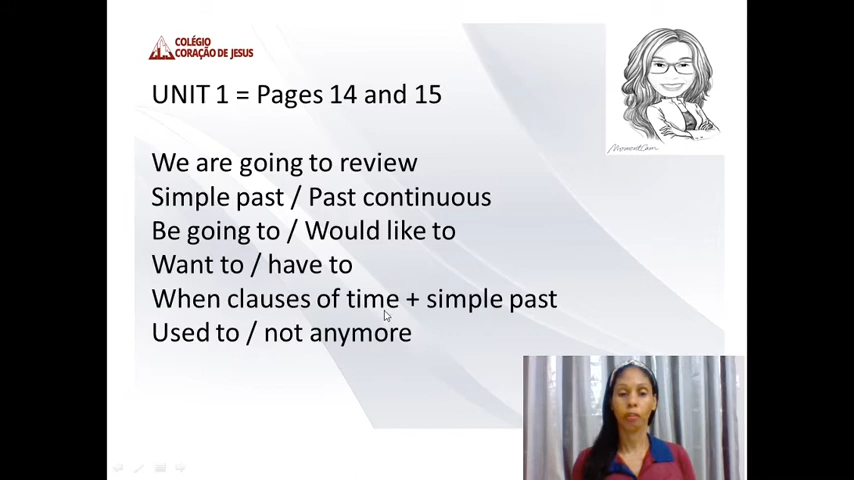 COLÉGIO
CORAÇÃO DE JESUS
UNIT 1 = Pages 14 and 15
We are going to review
Simple past / Past continuous
Be going to / Would like to
Want to / have to
When clauses of time + simple past
Used to / not anymore
MomentCam